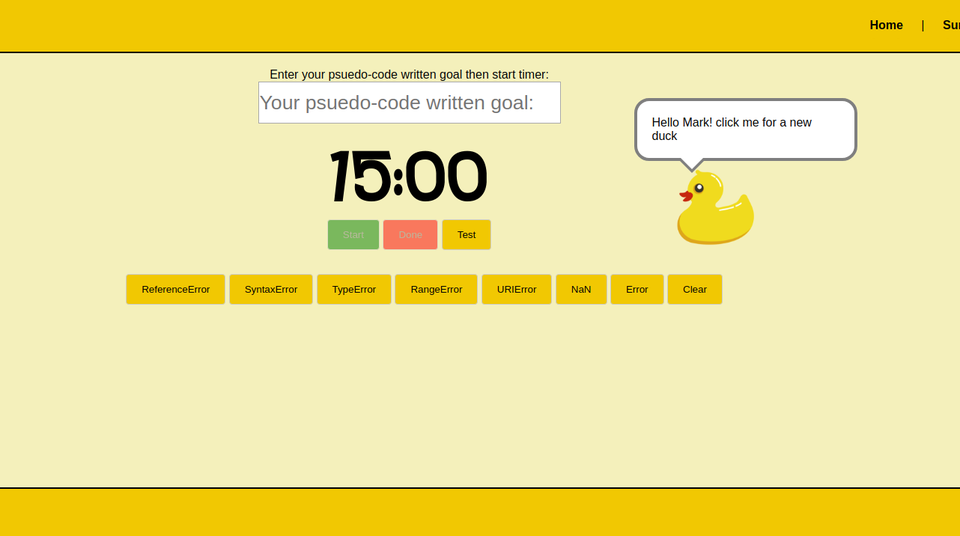 Home | Su
Enter your psuedo-code written goal then start timer:
Your psuedo-code written goal:
Hello Mark! click me for a new
duck
15:00
Start Done Test
ReferenceError SyntaxError TypeError RangeError URIError NaN Error Clear